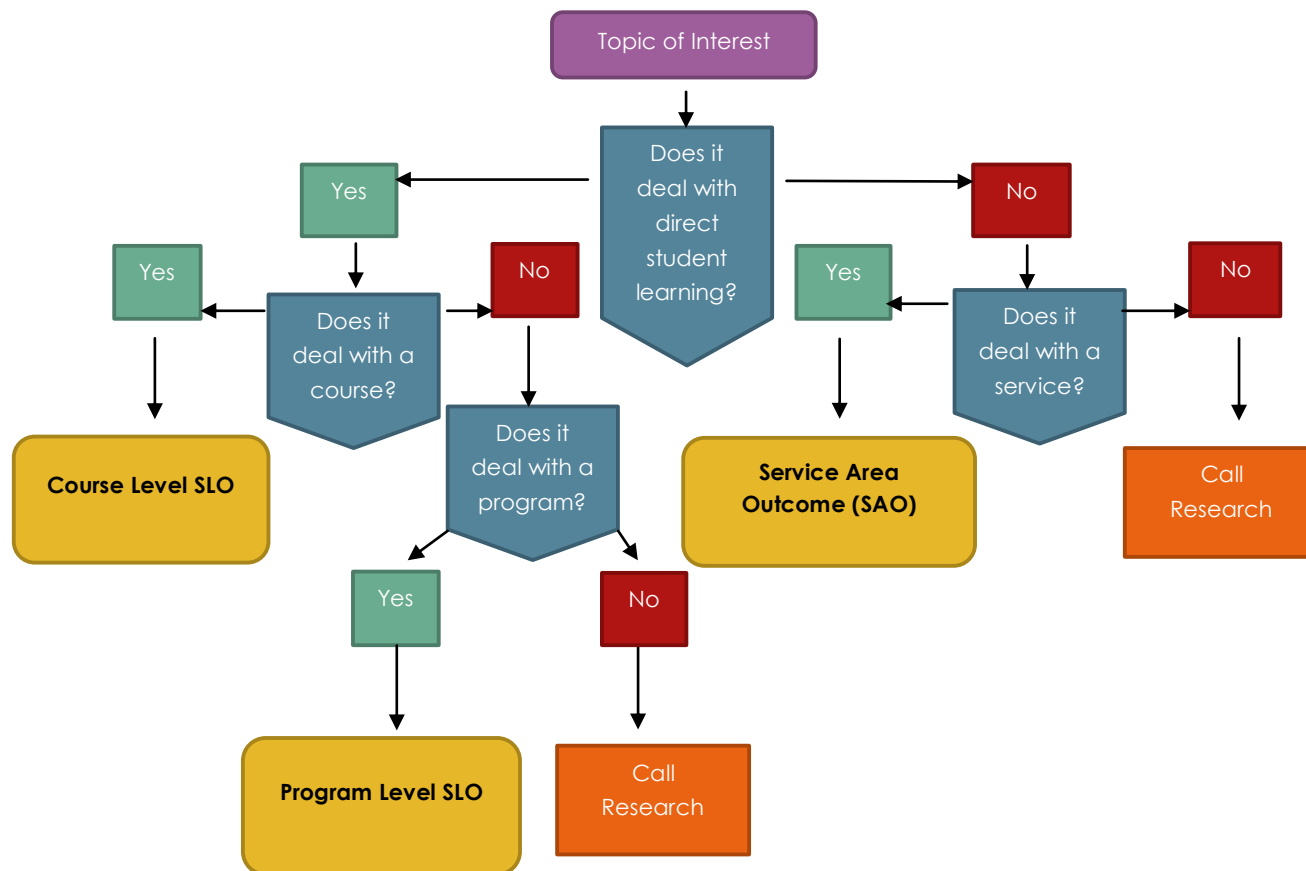 Topic of Interest
Does it
deal with
direct
student
learning?
Yes
No
Yes
Does it
deal with a
course?
No
Yes
Does it
deal with a
service?
No
Course Level SLO
Does it
deal with a
program?
Service Area
Outcome (SAO)
Call
Research
Yes
No
Program Level SLO
Call
Research